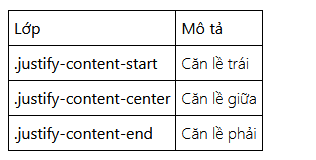 Lớp Mô tả
.justify-content-start Căn lề trái
.justify-content-center Căn lề giữa
.justify-content-end Căn lề phải